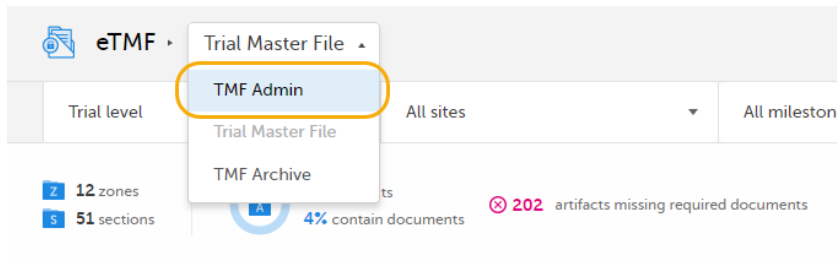 eTMF
Trial Master File
TMF Admin
Trial level
All sites
All mileston
Trial Master File
TMF Archive
Z 12 zones
S 51 sections
A
ts
4% contain documents
202 artifacts missing required documents